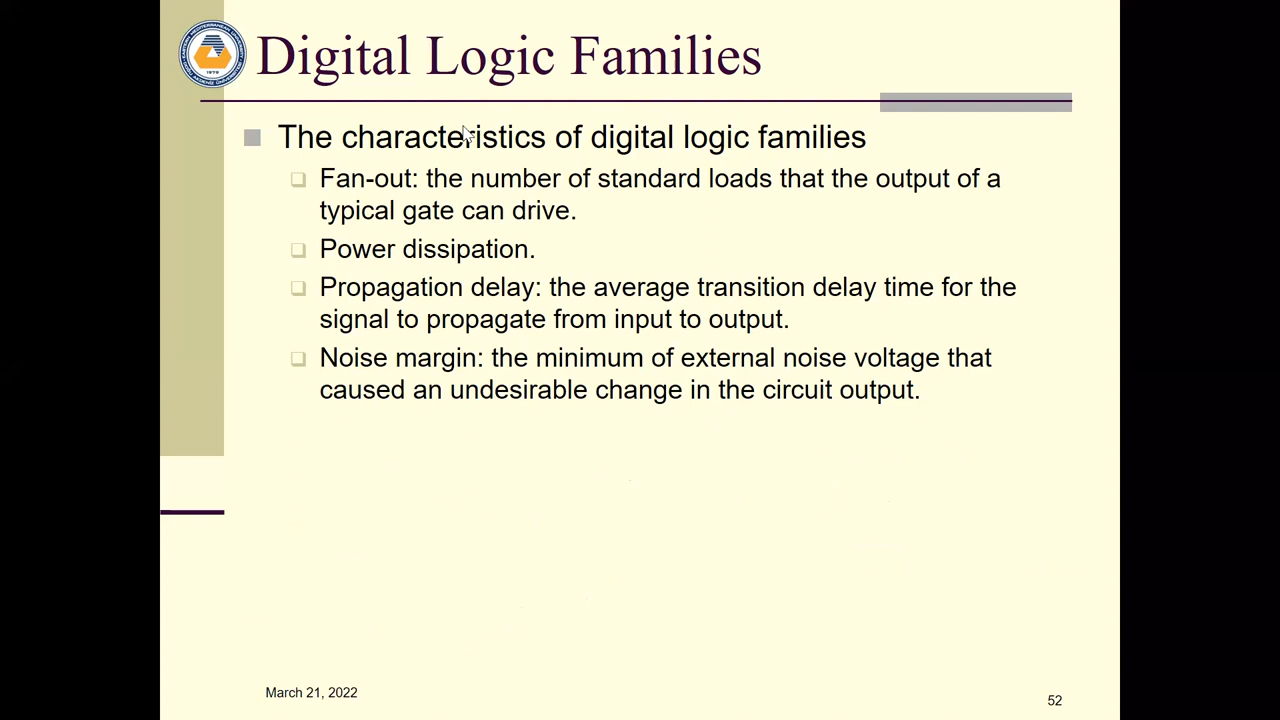 Digital Logic Families
The characteristics of digital logic families
Fan-out: the number of standard loads that the output of a
typical gate can drive.
Power dissipation.
Propagation delay: the average transition delay time for the
signal to propagate from input to output.
Noise margin: the minimum of external noise voltage that
caused an undesirable change in the circuit output.
March 21, 2022
52